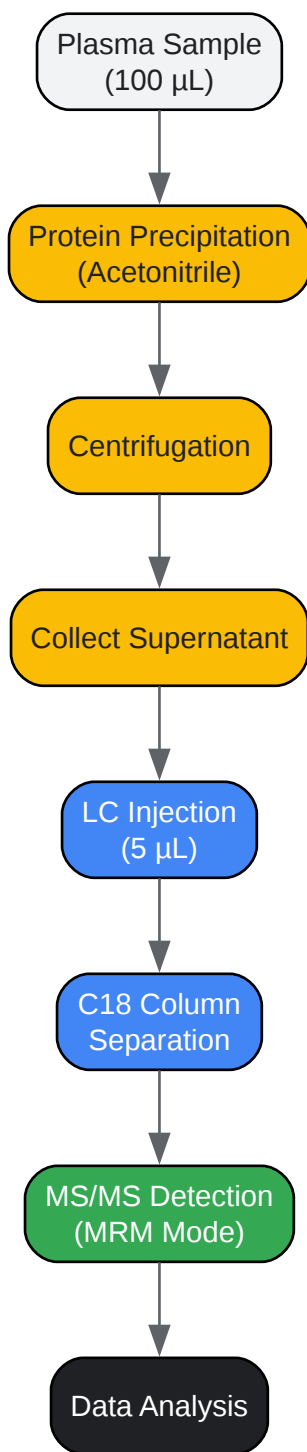 Plasma Sample
(100 µL)
Protein Precipitation
(Acetonitrile)
Centrifugation
Collect Supernatant
LC Injection
(5 µL)
C18 Column
Separation
MS/MS Detection
(MRM Mode)
Data Analysis